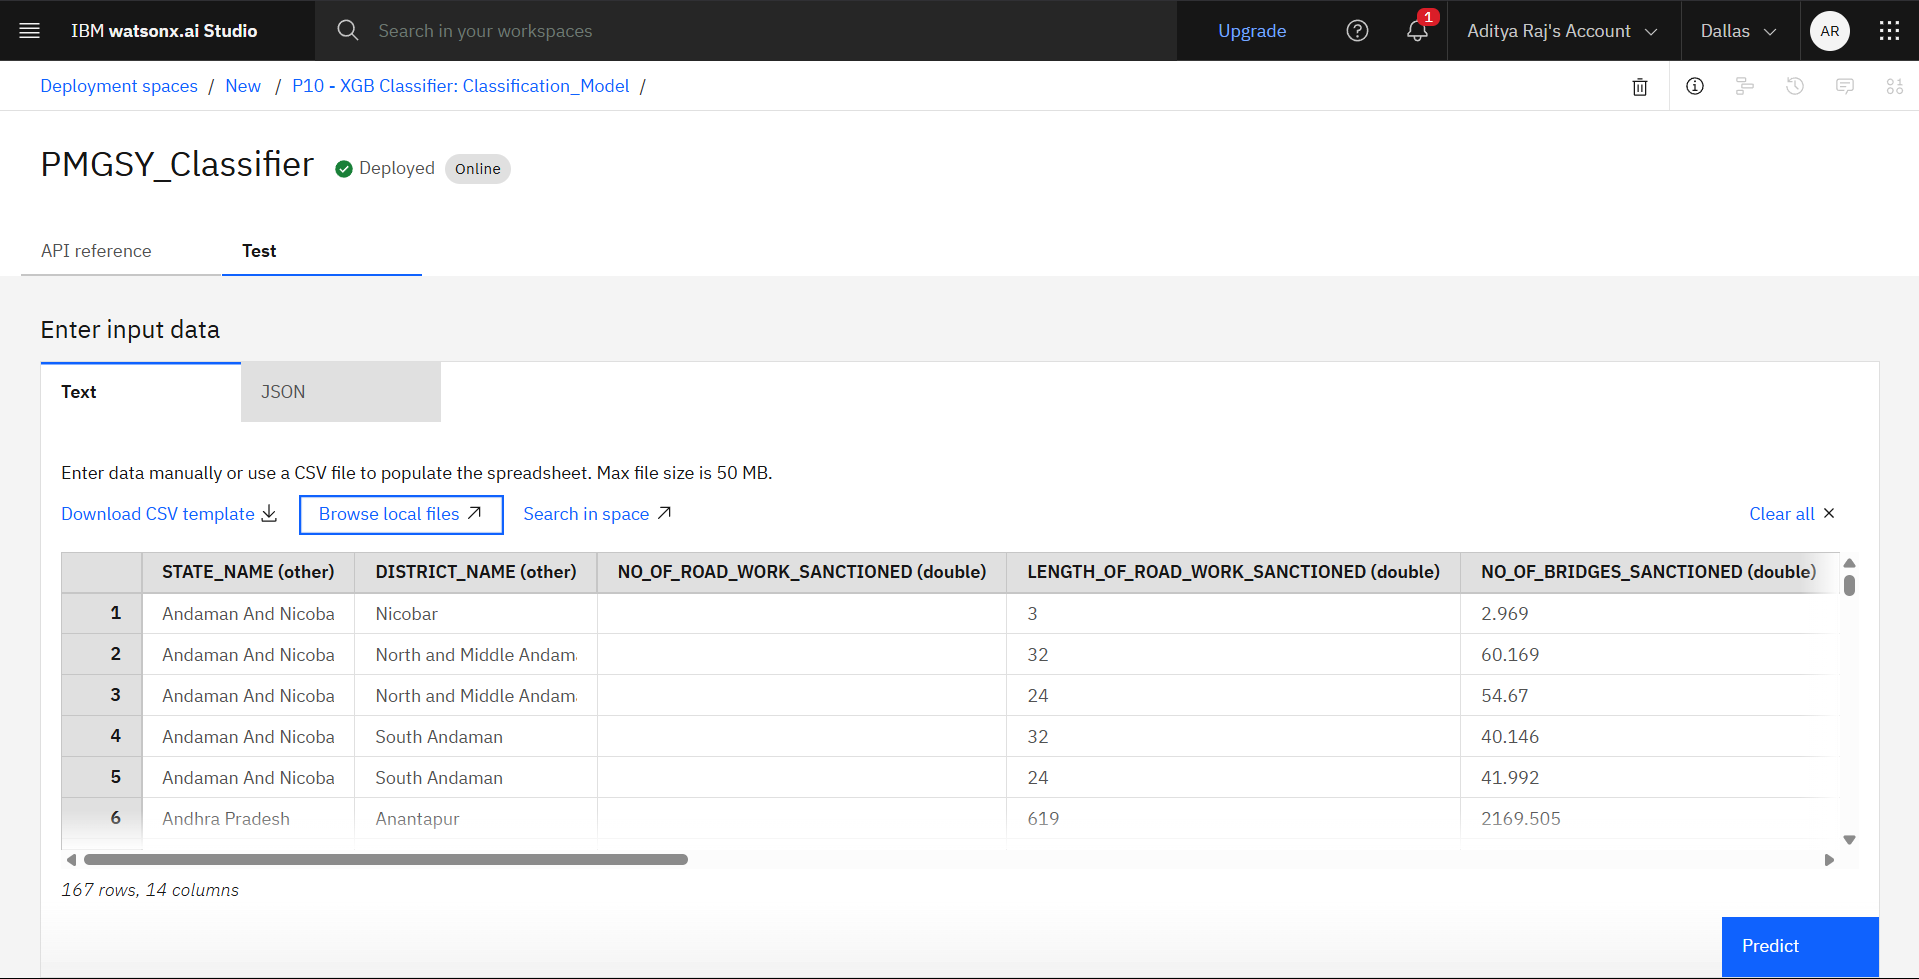 IBM watsonx.ai Studio
Search in your workspaces
Upgrade
1
Aditya Raj's Account
Dallas
AR
Deployment spaces / New / P10 - XGB Classifier: Classification_Model /
PMGSY_Classifier
Deployed
Online
API reference
Test
Enter input data
Text
JSON
Enter data manually or use a CSV file to populate the spreadsheet. Max file size is 50 MB.
Download CSV template
Browse local files
Search in space
Clear all
STATE_NAME (other) DISTRICT_NAME (other) NO_OF_ROAD_WORK_SANCTIONED (double) LENGTH_OF_ROAD_WORK_SANCTIONED (double) NO_OF_BRIDGES_SANCTIONED (double)
1 Andaman And Nicoba Nicobar 3 2.969
2 Andaman And Nicoba North and Middle Andam 32 60.169
3 Andaman And Nicoba North and Middle Andam 24 54.67
4 Andaman And Nicoba South Andaman 32 40.146
5 Andaman And Nicoba South Andaman 24 41.992
6 Andhra Pradesh Anantapur 619 2169.505
167 rows, 14 columns
Predict